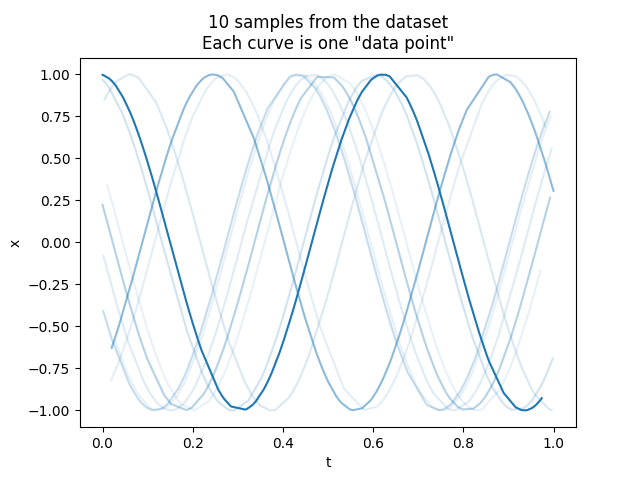 10 samples from the dataset
Each curve is one "data point"
1.00
0.75
0.50
0.25
0.00
−0.25
−0.50
−0.75
−1.00
x
0.0 0.2 0.4 0.6 0.8 1.0
t